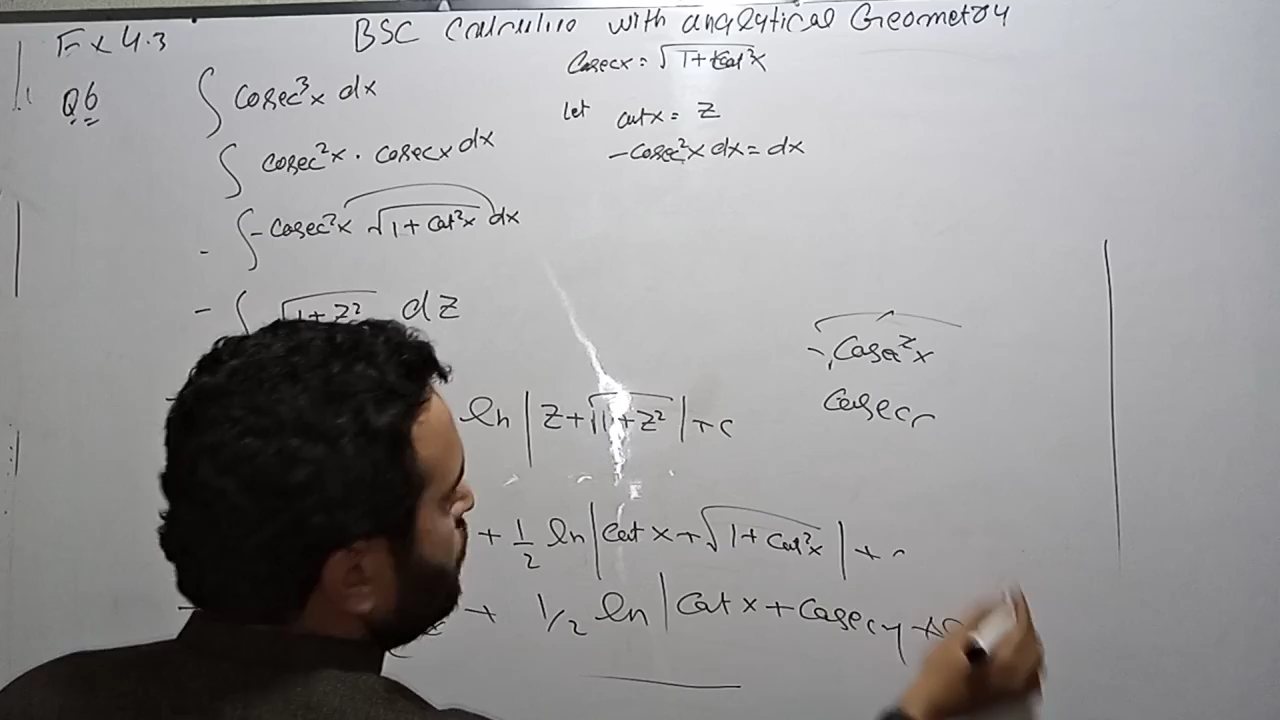 BSC Calculus with analytical Geometry
Ex 4.3
Cosecx = √1+Cot²x
Q6
∫ Cosec³x dx
Let cotx = z
∫ Cosec²x . Cosecx dx
-Cosec²x dx = dx
- ∫ -Cosec²x √1+Cot²x dx
- ∫ √1+z² dz
-Cosec²x
Cosec
ln |z+√1+z²| + c
+ 1/2 ln |Cot x + √1+Cot²x| +
+ 1/2 ln |Cot x + Cosec